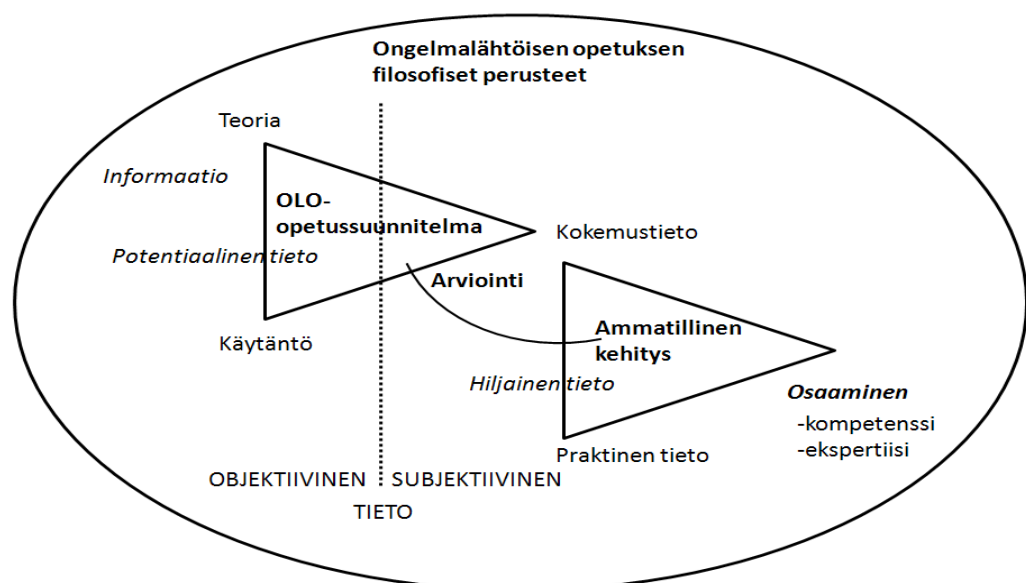 Ongelmalähtöisen opetuksen
filosofiset perusteet
Teoria
Informaatio
OLO-
opetussuunnitelma
Kokemustieto
Potentiaalinen tieto
Arviointi
Käytäntö
Ammatillinen
kehitys
Hiljainen tieto
Osaaminen
-kompetenssi
-ekspertiisi
Praktinen tieto
OBJEKTIIVINEN SUBJEKTIIVINEN
TIETO